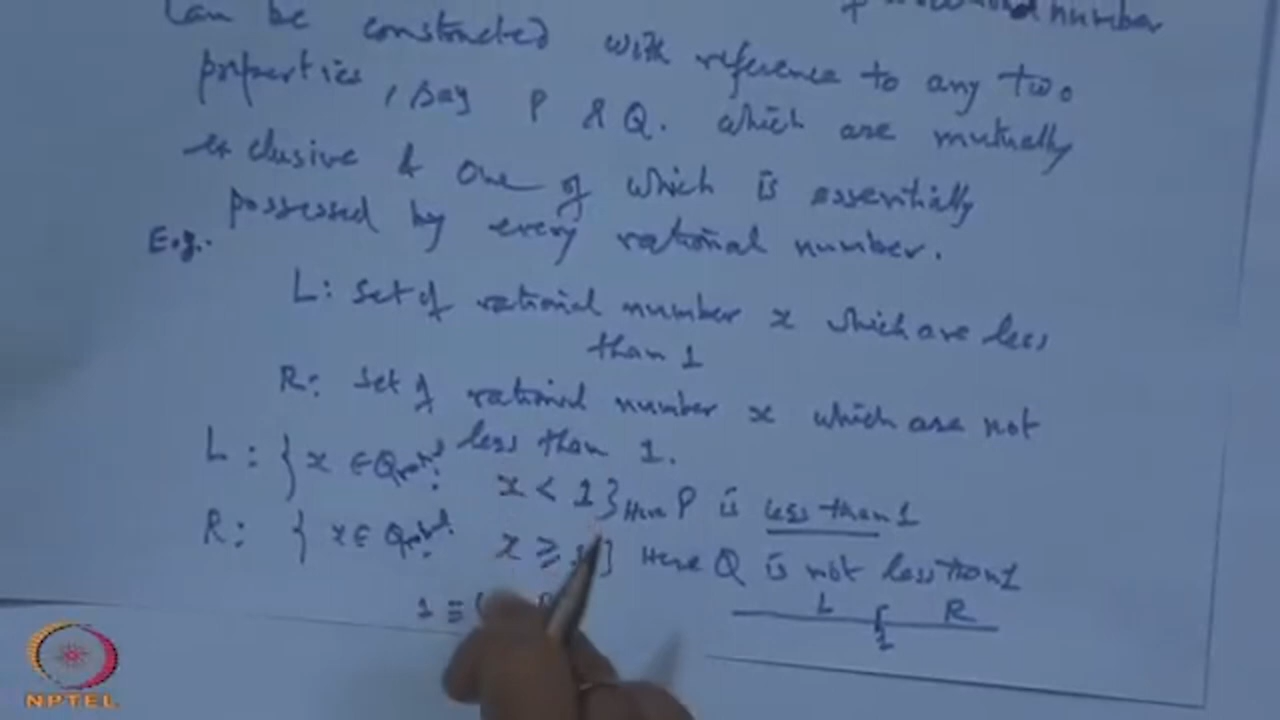 Can be constructed with reference to any two
number
properties, say P & Q. which are mutually
exclusive & one of which is essentially
possessed by every rational number.
E.g.
L: Set of rational number x which are less
than 1
R: Set of rational number x which are not
less than 1.
L: { x ∈ Q x < 1} Here P is less than 1
R: { x ∈ Q x ≥ Here Q is not less than 1
1 ≡ (
L R
1
NPTEL